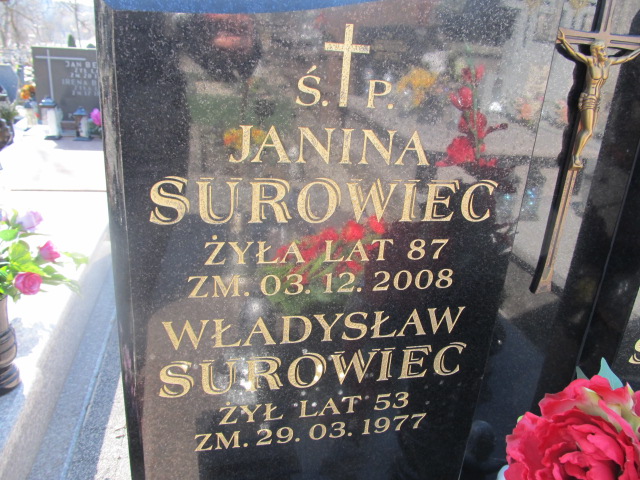 Ś. P.
JANINA
SUROWIEC
ŻYŁA LAT 87
ZM. 03. 12. 2008
WŁADYSŁAW
SUROWIEC
ŻYŁ LAT 53
ZM. 29. 03. 1977